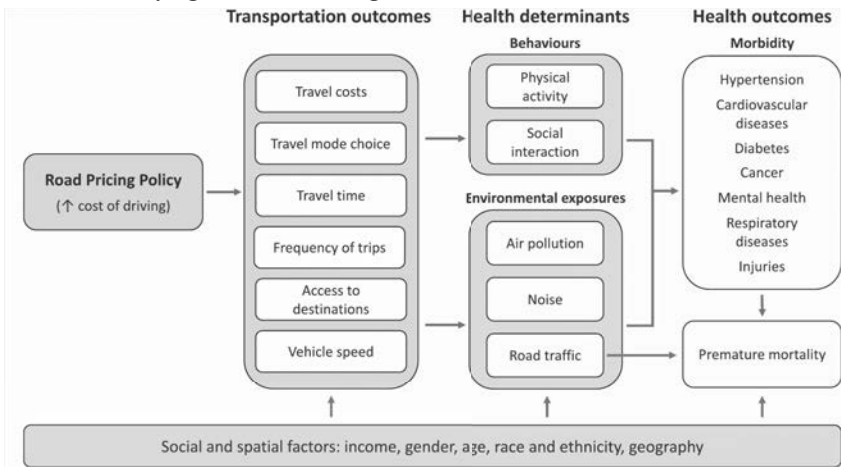 Transportation outcomes
Health determinants
Health outcomes
Behaviours
Morbidity
Road Pricing Policy
(↑ cost of driving)
Travel costs
Travel mode choice
Travel time
Frequency of trips
Access to
destinations
Vehicle speed
Physical
activity
Social
interaction
Environmental exposures
Air pollution
Noise
Road traffic
Hypertension
Cardiovascular
diseases
Diabetes
Cancer
Mental health
Respiratory
diseases
Injuries
Premature mortality
Social and spatial factors: income, gender, age, race and ethnicity, geography